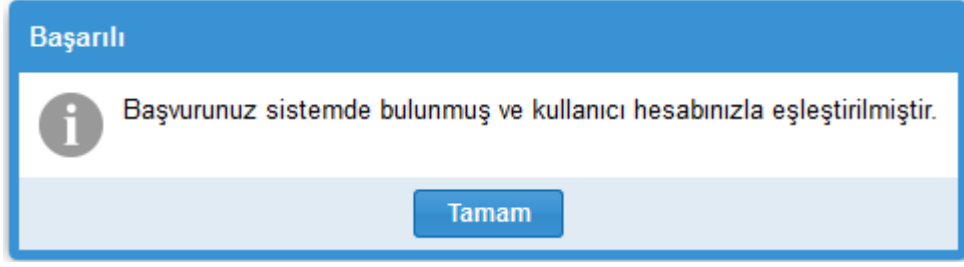 Başarılı
Başvurunuz sistemde bulunmuş ve kullanıcı hesabınızla eşleştirilmiştir.
Tamam